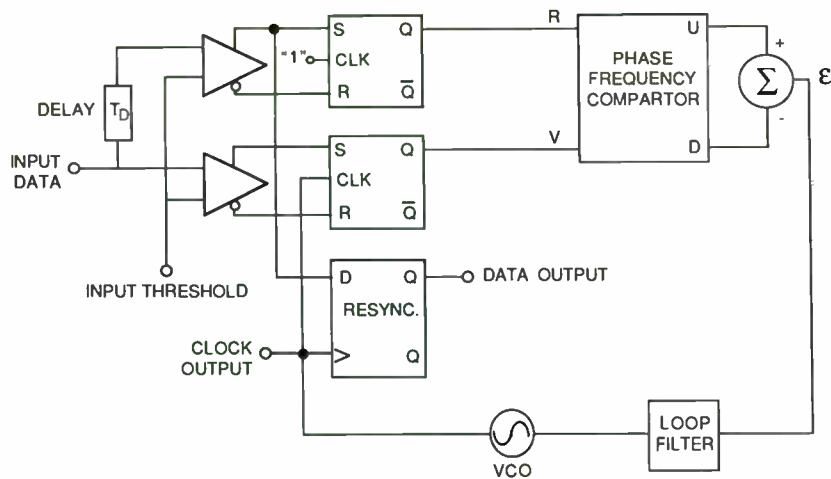 S
Q
"1"
CLK
R
Q
DELAY
TD
INPUT
DATA
INPUT THRESHOLD
S
Q
CLK
R
Q
R
V
PHASE
FREQUENCY
COMPARTOR
U
D
+
Σ
-
ε
D
Q
RESYNC.
Q
DATA OUTPUT
CLOCK
OUTPUT
VCO
LOOP
FILTER